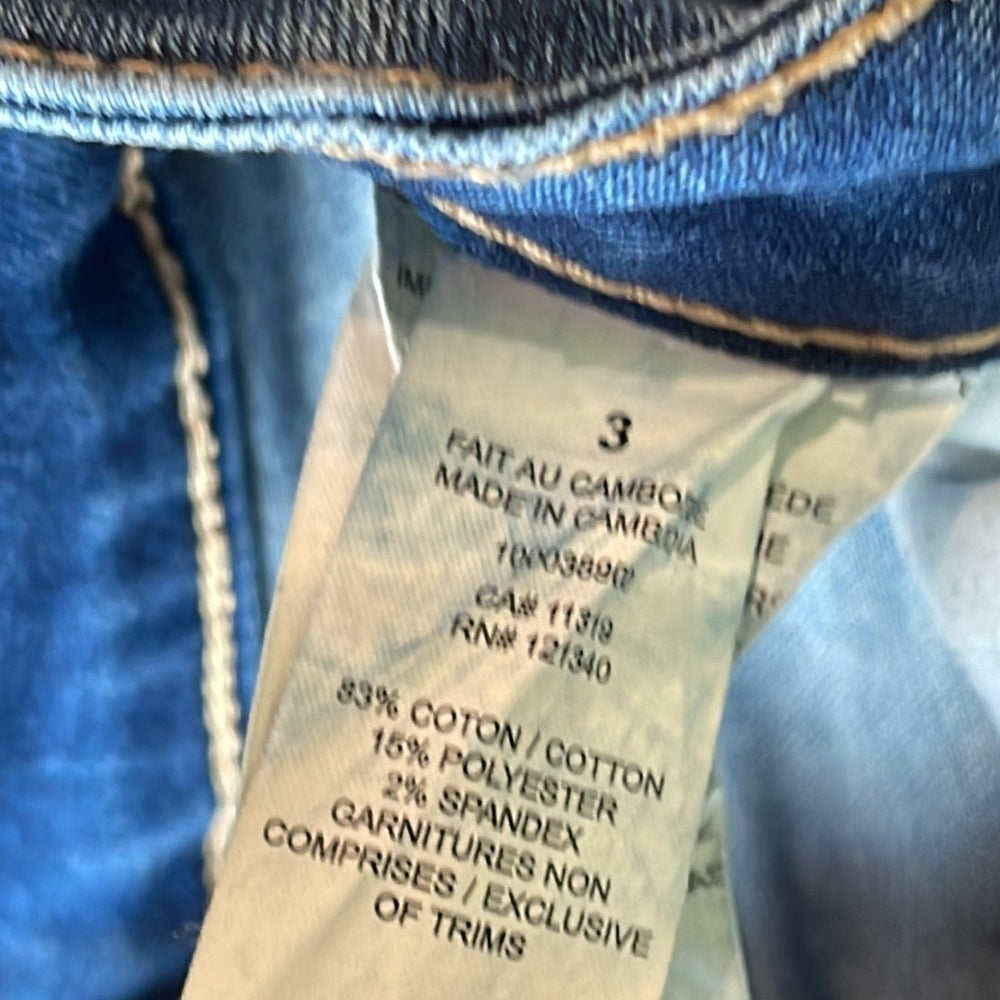 3
FAIT AU CAMBODGE
MADE IN CAMBODIA
CA# 11319
RN# 121340
83% COTON / COTTON
15% POLYESTER
2% SPANDEX
GARNITURES NON
COMPRISES / EXCLUSIVE
OF TRIMS